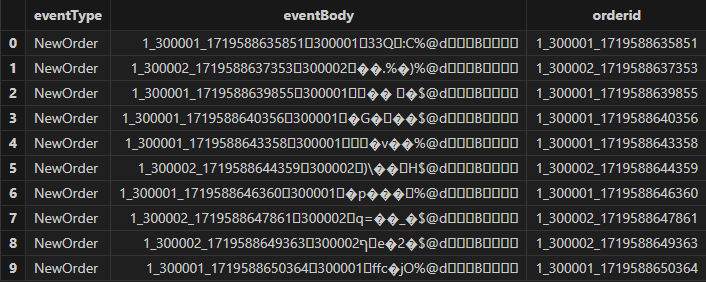 eventType eventBody orderid
0 NewOrder 1_300001_1719588635851▯300001▯33Q▯:C%@d▯▯▯B▯▯▯▯ 1_300001_1719588635851
1 NewOrder 1_300002_1719588637353▯300002▯��.%�)%@d▯▯▯B▯▯▯▯ 1_300002_1719588637353
2 NewOrder 1_300001_1719588639855▯300001▯▯�� ▯�$@d▯▯▯B▯▯▯▯ 1_300001_1719588639855
3 NewOrder 1_300001_1719588640356▯300001▯�G�▯��$@d▯▯▯B▯▯▯▯ 1_300001_1719588640356
4 NewOrder 1_300001_1719588643358▯300001▯▯▯�v��%@d▯▯▯B▯▯▯▯ 1_300001_1719588643358
5 NewOrder 1_300002_1719588644359▯300002▯)\��▯H$@d▯▯▯B▯▯▯▯ 1_300002_1719588644359
6 NewOrder 1_300001_1719588646360▯300001▯�p���▯%@d▯▯▯B▯▯▯▯ 1_300001_1719588646360
7 NewOrder 1_300002_1719588647861▯300002▯q=��_�$@d▯▯▯B▯▯▯▯ 1_300002_1719588647861
8 NewOrder 1_300002_1719588649363▯300002ף▯e�2�$@d▯▯▯B▯▯▯▯ 1_300002_1719588649363
9 NewOrder 1_300001_1719588650364▯300001▯ffc�jO%@d▯▯▯B▯▯▯▯ 1_300001_1719588650364